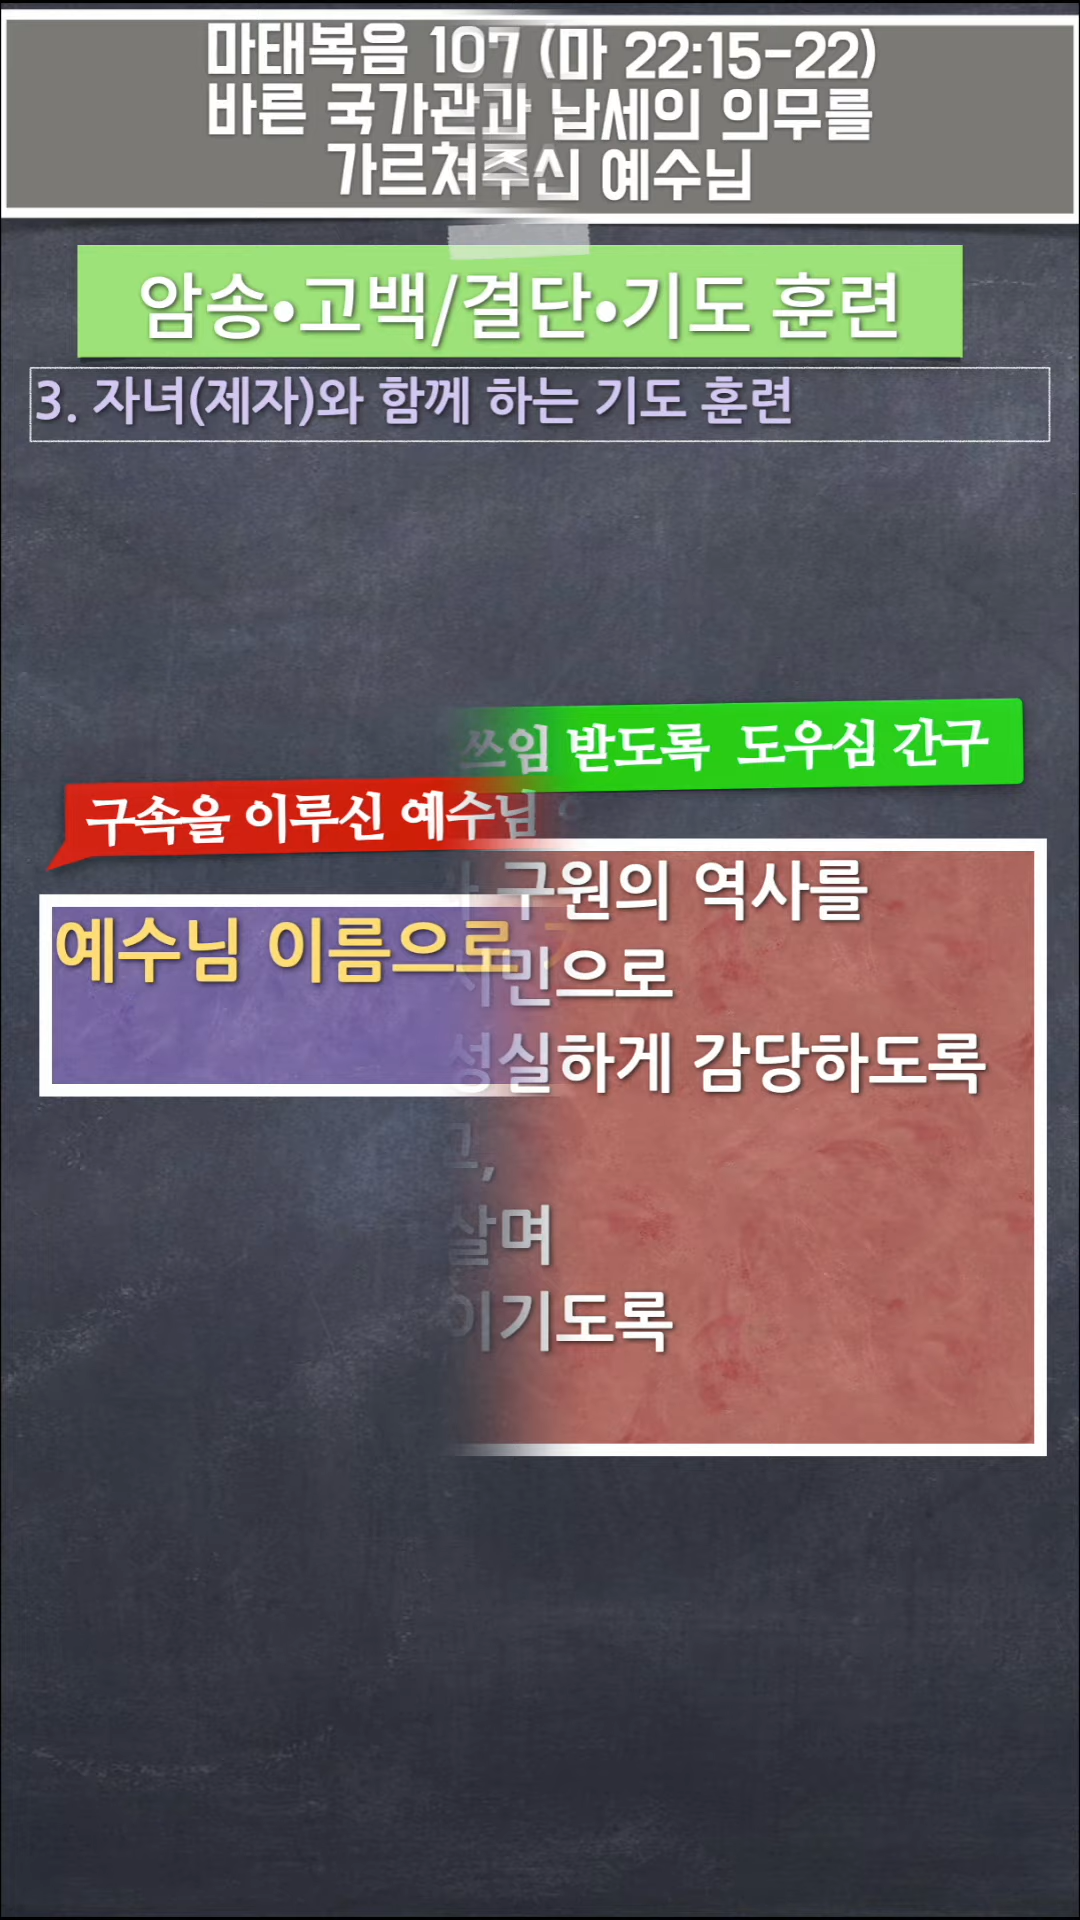 마태복음 107 (마 22:15-22)
바른 국가관과 납세의 의무를
가르쳐주신 예수님
암송•고백/결단•기도 훈련
3. 자녀(제자)와 함께 하는 기도 훈련
쓰임 받도록 도우심 간구
구속을 이루신 예수님
구원의 역사를
예수님 이름으로
민으로
성실하게 감당하도록
살며
이기도록